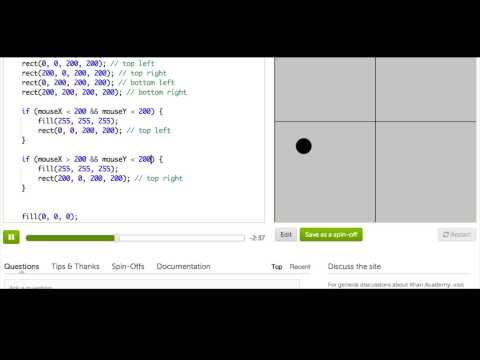 rect(0, 0, 200, 200); // top left
rect(200, 0, 200, 200); // top right
rect(0, 200, 200, 200); // bottom left
rect(200, 200, 200, 200); // bottom right
if (mouseX < 200 && mouseY < 200) {
fill(255, 255, 255);
rect(0, 0, 200, 200); // top left
}
if (mouseX > 200 && mouseY < 200) {
fill(255, 255, 255);
rect(200, 0, 200, 200); // top right
}
fill(0, 0, 0);
-2:37
Edit
Save as a spin-off
Restart
Questions Tips & Thanks Spin-Offs Documentation Top Recent
Discuss the site
Ask a question
For general discussions about Khan Academy, visit